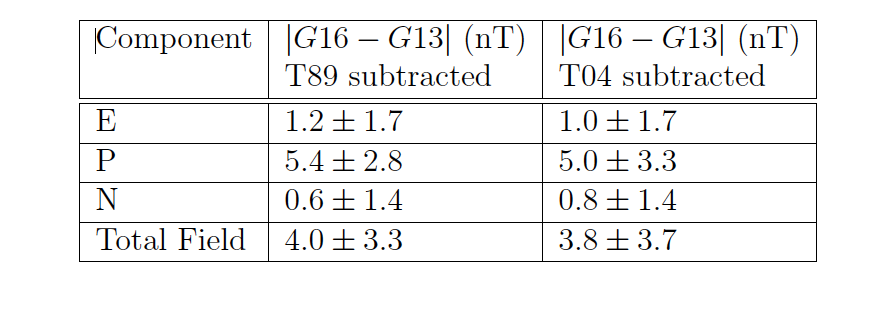 Component |G16 − G13| (nT) |G16 − G13| (nT)
T89 subtracted T04 subtracted
E 1.2 ± 1.7 1.0 ± 1.7
P 5.4 ± 2.8 5.0 ± 3.3
N 0.6 ± 1.4 0.8 ± 1.4
Total Field 4.0 ± 3.3 3.8 ± 3.7